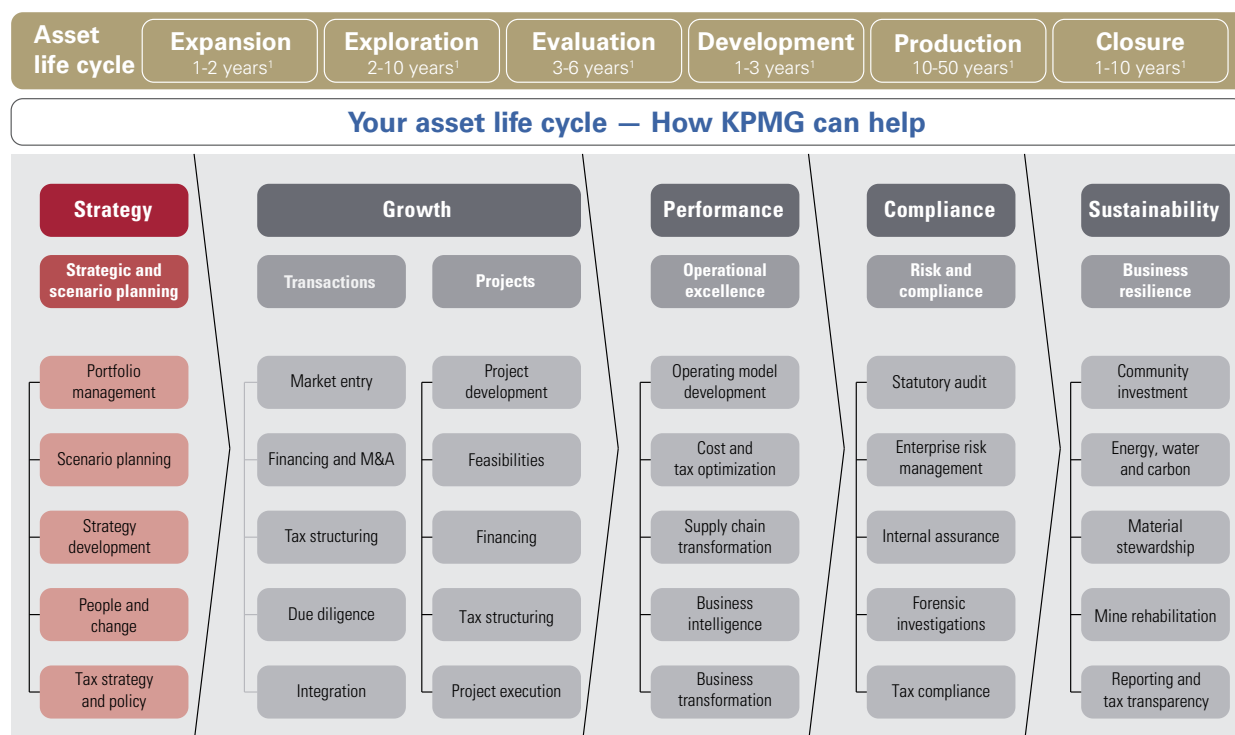 Asset
life cycle
Expansion
1-2 years¹
Exploration
2-10 years¹
Evaluation
3-6 years¹
Development
1-3 years¹
Production
10-50 years¹
Closure
1-10 years¹
Your asset life cycle — How KPMG can help
Strategy
Strategic and
scenario planning
Portfolio
management
Scenario planning
Strategy
development
People and
change
Tax strategy
and policy
Growth
Transactions
Market entry
Financing and M&A
Tax structuring
Due diligence
Integration
Projects
Project
development
Feasibilities
Financing
Tax structuring
Project execution
Performance
Operational
excellence
Operating model
development
Cost and
tax optimization
Supply chain
transformation
Business
intelligence
Business
transformation
Compliance
Risk and
compliance
Statutory audit
Enterprise risk
management
Internal assurance
Forensic
investigations
Tax compliance
Sustainability
Business
resilience
Community
investment
Energy, water
and carbon
Material
stewardship
Mine rehabilitation
Reporting and
tax transparency